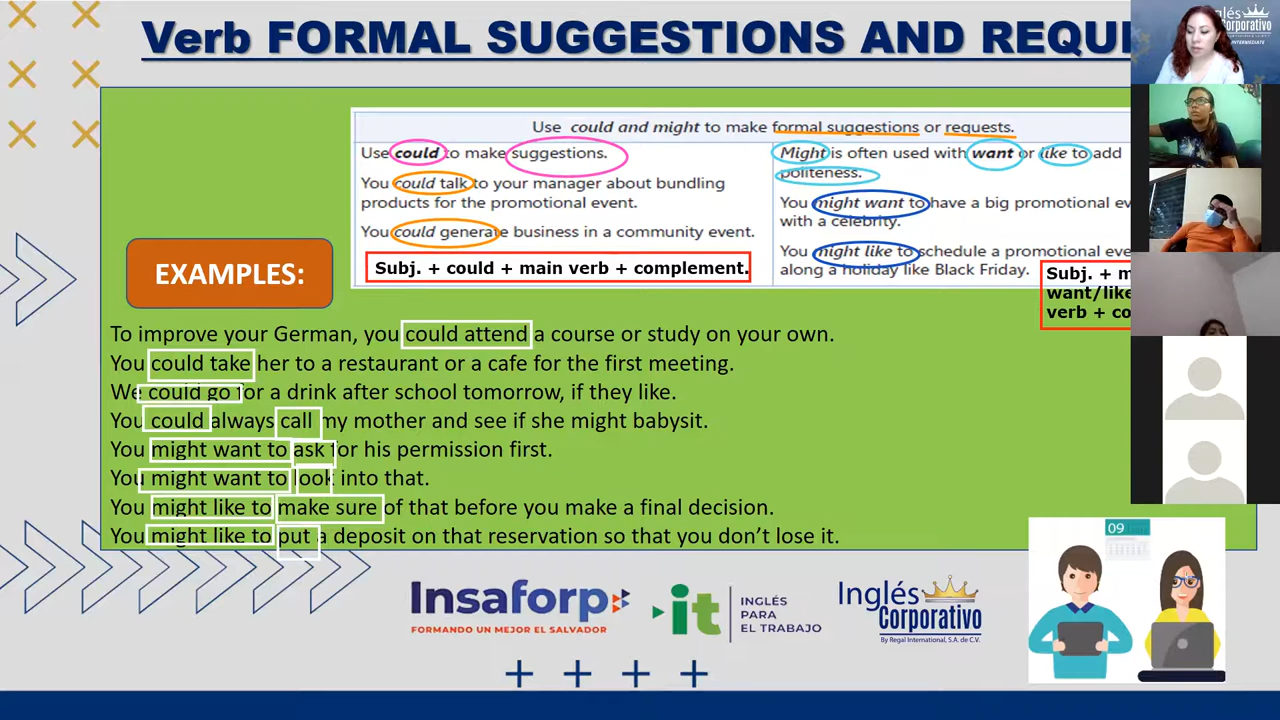 Verb FORMAL SUGGESTIONS AND REQU
Inglés
Corporativo
INTERMEDIATE
Use could and might to make formal suggestions or requests.
Use could to make suggestions.
You could talk to your manager about bundling
products for the promotional event.
You could generate business in a community event.
Subj. + could + main verb + complement.
Might is often used with want or like to add
politeness.
You might want to have a big promotional ev
with a celebrity.
You might like to schedule a promotional eve
along a holiday like Black Friday.
Subj. + m
want/like
verb + co
EXAMPLES:
To improve your German, you could attend a course or study on your own.
You could take her to a restaurant or a cafe for the first meeting.
We could go for a drink after school tomorrow, if they like.
You could always call my mother and see if she might babysit.
You might want to ask for his permission first.
You might want to look into that.
You might like to make sure of that before you make a final decision.
You might like to put a deposit on that reservation so that you don't lose it.
09
Insaforp
FORMANDO UN MEJOR EL SALVADOR
it
INGLÉS
PARA
EL TRABAJO
Inglés
Corporativo
By Regal International, S.A. de C.V.